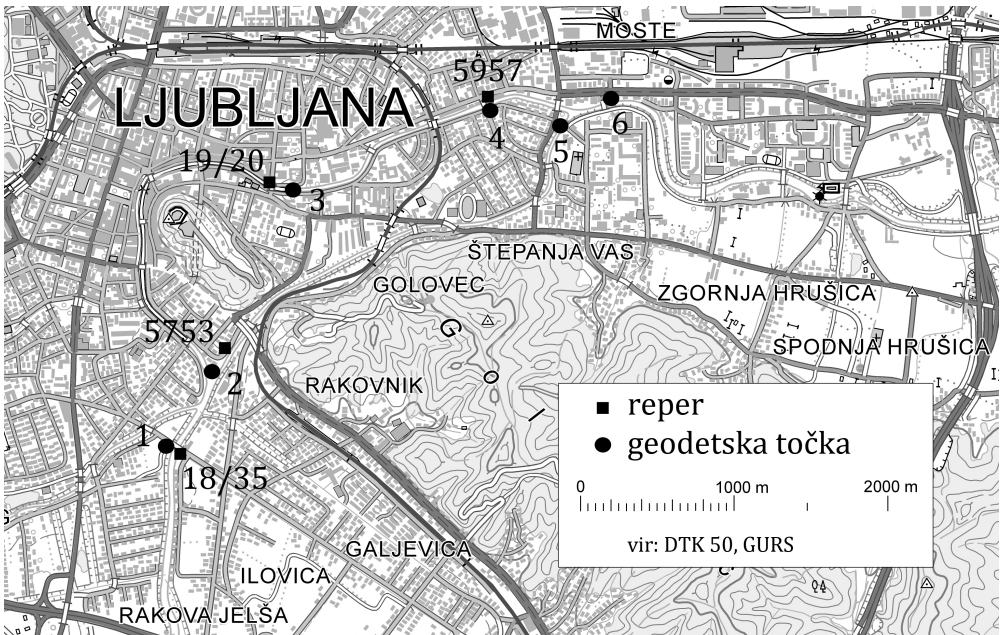 MOSTE
5957
LJUBLJANA
4
5
6
19/20
3
ŠTEPANJA VAS
GOLOVEC
G
ZGORNJA HRUŠICA
5753
SPODNJA HRUŠICA
O
2
RAKOVNIK
1
18/35
reper
geodetska točka
0 1000 m 2000 m
vir: DTK 50, GURS
GALJEVICA
ILOVICA
RAKOVA JELŠA